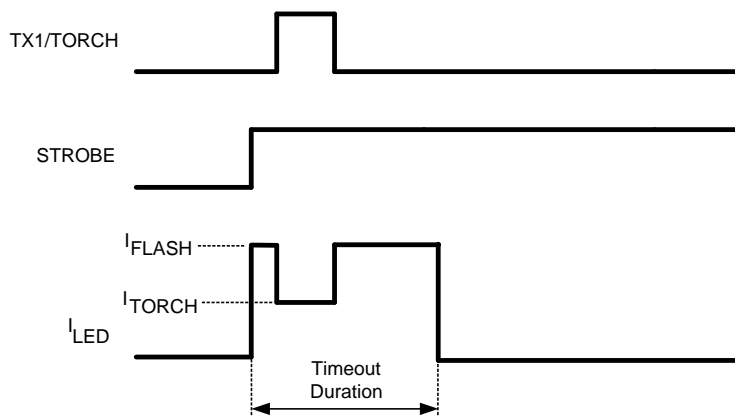 TX1/TORCH
STROBE
IFLASH
ITORCH
ILED
Timeout
Duration